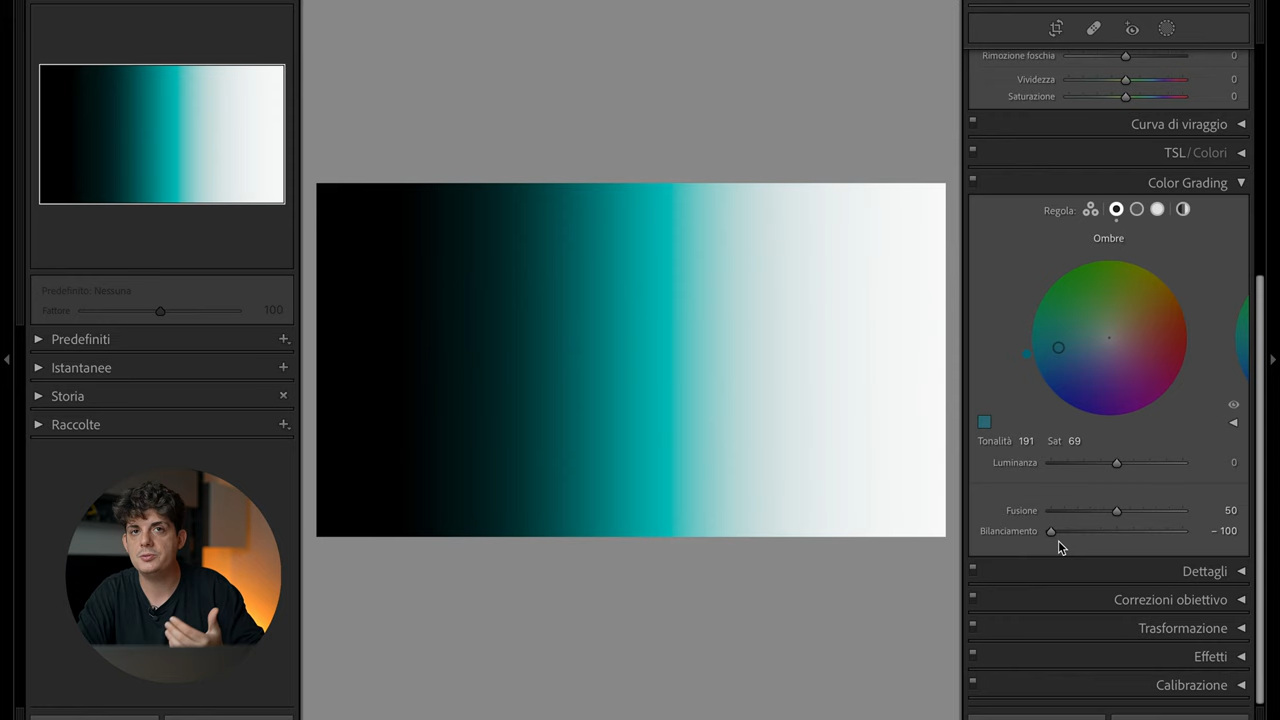 Predefinito: Nessuna
Fattore 100
Predefiniti
Istantanee
Storia
Raccolte
Rimozione foschia 0
Vividezza 0
Saturazione 0
Curva di viraggio
TSL/Colori
Color Grading
Regola:
Ombre
Tonalità 191 Sat 69
Luminanza 0
Fusione 50
Bilanciamento – 100
Dettagli
Correzioni obiettivo
Trasformazione
Effetti
Calibrazione